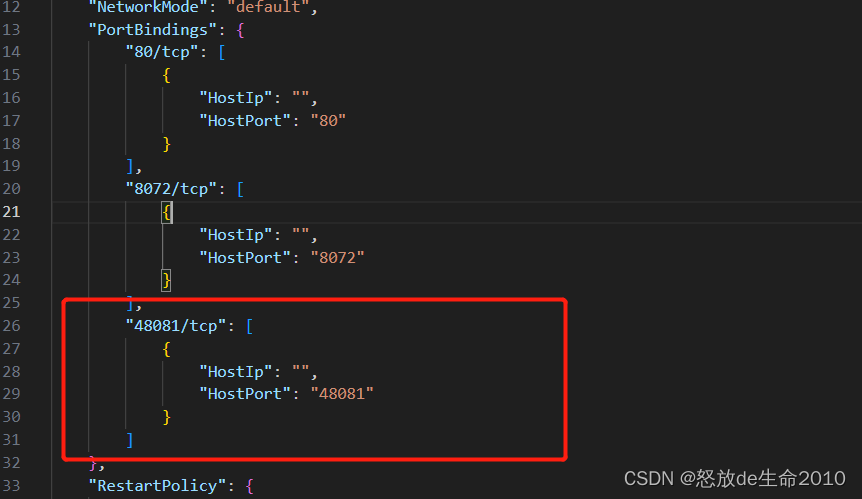 12 "NetworkMode": "default",
13 "PortBindings": {
14 "80/tcp": [
15 {
16 "HostIp": "",
17 "HostPort": "80"
18 }
19 ],
20 "8072/tcp": [
21 {
22 "HostIp": "",
23 "HostPort": "8072"
24 }
25 ],
26 "48081/tcp": [
27 {
28 "HostIp": "",
29 "HostPort": "48081"
30 }
31 ]
32 },
33 "RestartPolicy": {
CSDN @怒放de生命2010